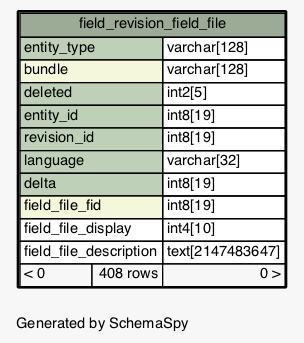 field_revision_field_file
entity_type varchar[128]
bundle varchar[128]
deleted int2[5]
entity_id int8[19]
revision_id int8[19]
language varchar[32]
delta int8[19]
field_file_fid int8[19]
field_file_display int4[10]
field_file_description text[2147483647]
< 0 408 rows 0 >
Generated by SchemaSpy